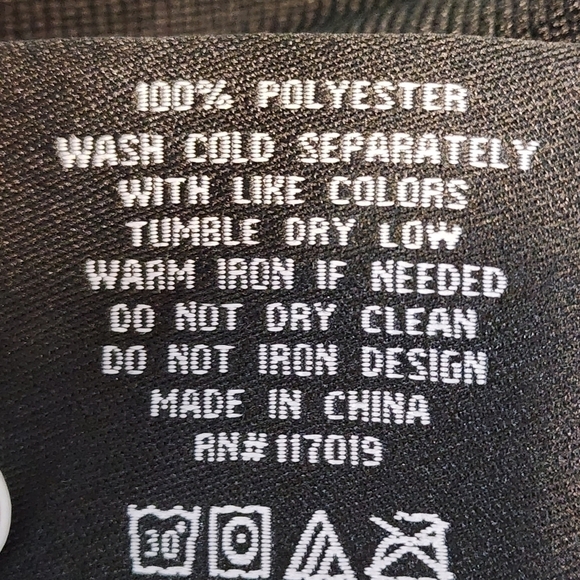 100% POLYESTER
WASH COLD SEPARATELY
WITH LIKE COLORS
TUMBLE DRY LOW
WARM IRON IF NEEDED
DO NOT DRY CLEAN
DO NOT IRON DESIGN
MADE IN CHINA
RN# 117019
30°